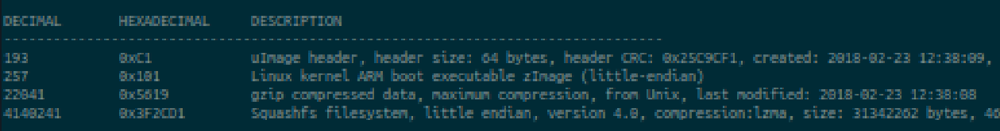 DECIMAL HEXADECIMAL DESCRIPTION
--------------------------------------------------------------------------------
193 0xC1 uImage header, header size: 64 bytes, header CRC: 0x25C9CF1, created: 2018-02-23 12:38:09,
257 0x101 Linux kernel ARM boot executable zImage (little-endian)
22041 0x5619 gzip compressed data, maximum compression, from Unix, last modified: 2018-02-23 12:38:08
4140241 0x3F2CD1 Squashfs filesystem, little endian, version 4.0, compression:lzma, size: 31342262 bytes,